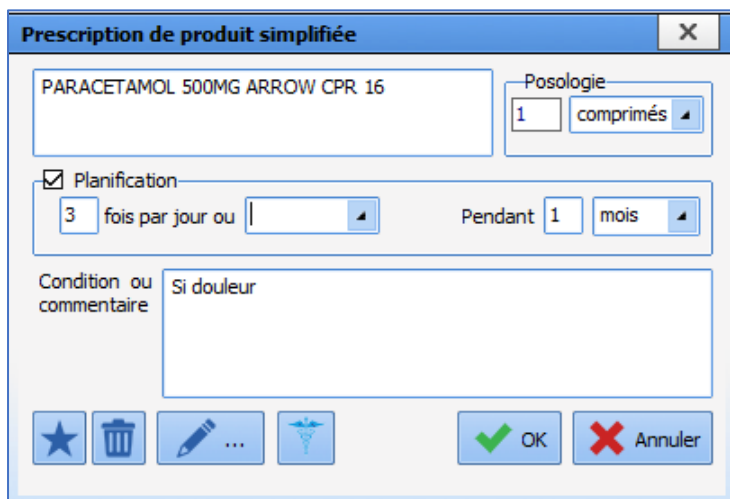 Prescription de produit simplifiée
PARACETAMOL 500MG ARROW CPR 16
Posologie
1 comprimés
Planification
3 fois par jour ou
Pendant 1 mois
Condition ou
commentaire
Si douleur
...
OK
Annuler